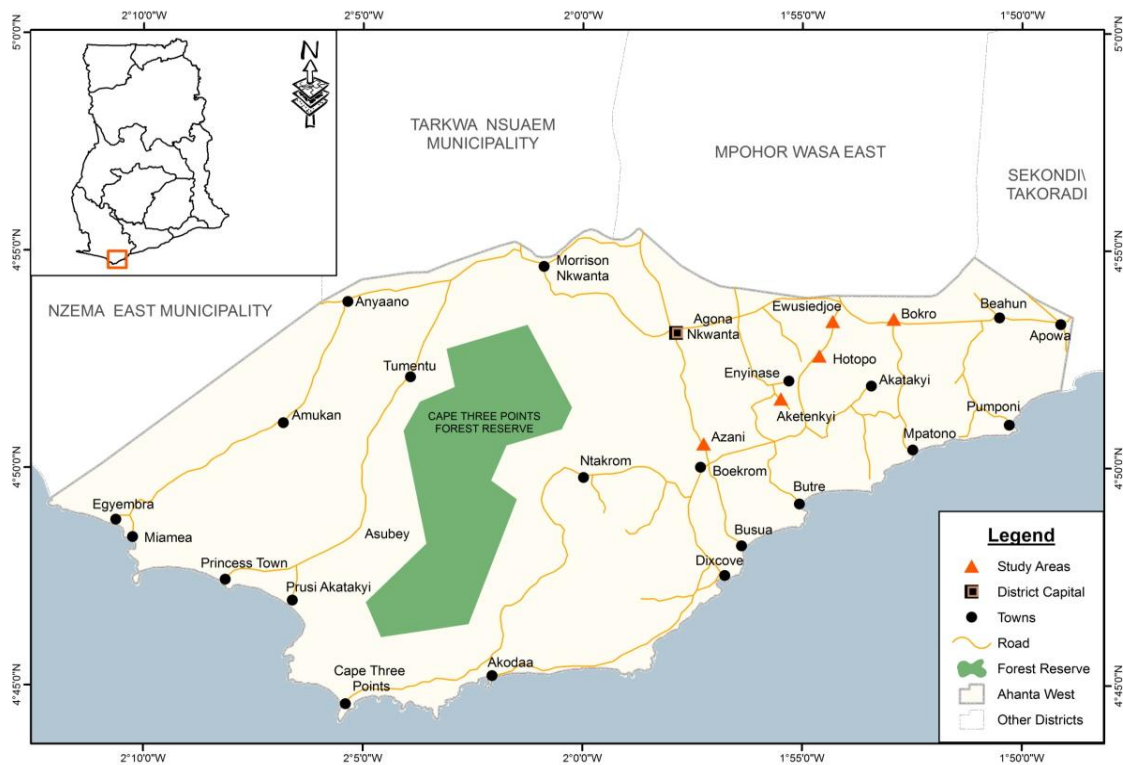 2°10'0"W
2°5'0"W
2°0'0"W
1°55'0"W
1°50'0"W
5°0'0"N
5°0'0"N
N
TARKWA NSUAEM
MUNICIPALITY
MPOHOR WASA EAST
SEKONDI\
TAKORADI
4°55'0"N
4°55'0"N
NZEMA EAST MUNICIPALITY
Morrison
Nkwanta
Anyaano
Ewusiedjoe
Bokro
Beahun
Agona
Nkwanta
Apowa
Hotopo
Tumentu
Enyinase
Akatakyi
CAPE THREE POINTS
FOREST RESERVE
Amukan
Aketenkyi
Pumponi
Azani
Mpatono
4°50'0"N
4°50'0"N
Ntakrom
Boekrom
Butre
Egyembra
Miamea
Asubey
Busua
Princess Town
Dixcove
Prusi Akatakyi
Akodaa
Cape Three
Points
4°45'0"N
4°45'0"N
Legend
Study Areas
District Capital
Towns
Road
Forest Reserve
Ahanta West
Other Districts
2°10'0"W
2°5'0"W
2°0'0"W
1°55'0"W
1°50'0"W